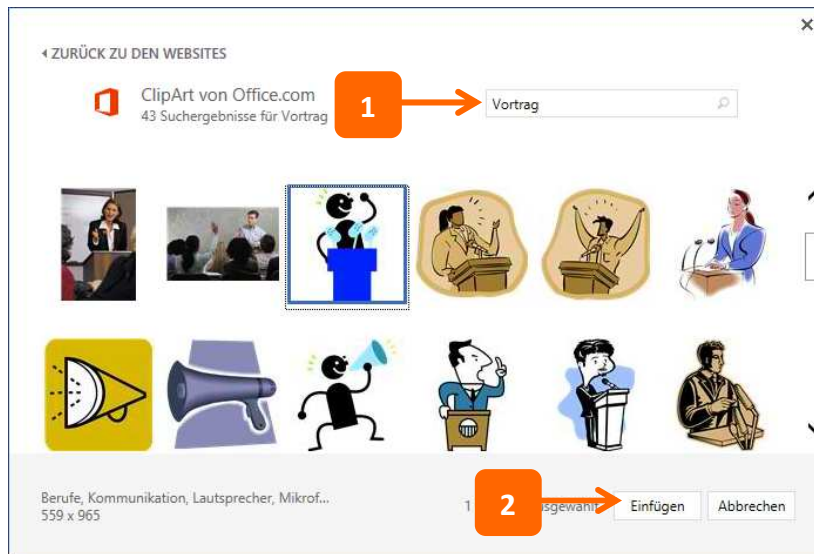 ZURÜCK ZU DEN WEBSITES
ClipArt von Office.com
43 Suchergebnisse für Vortrag
1
Vortrag
Berufe, Kommunikation, Lautsprecher, Mikrof...
559 x 965
1
2
Einfügen
Abbrechen